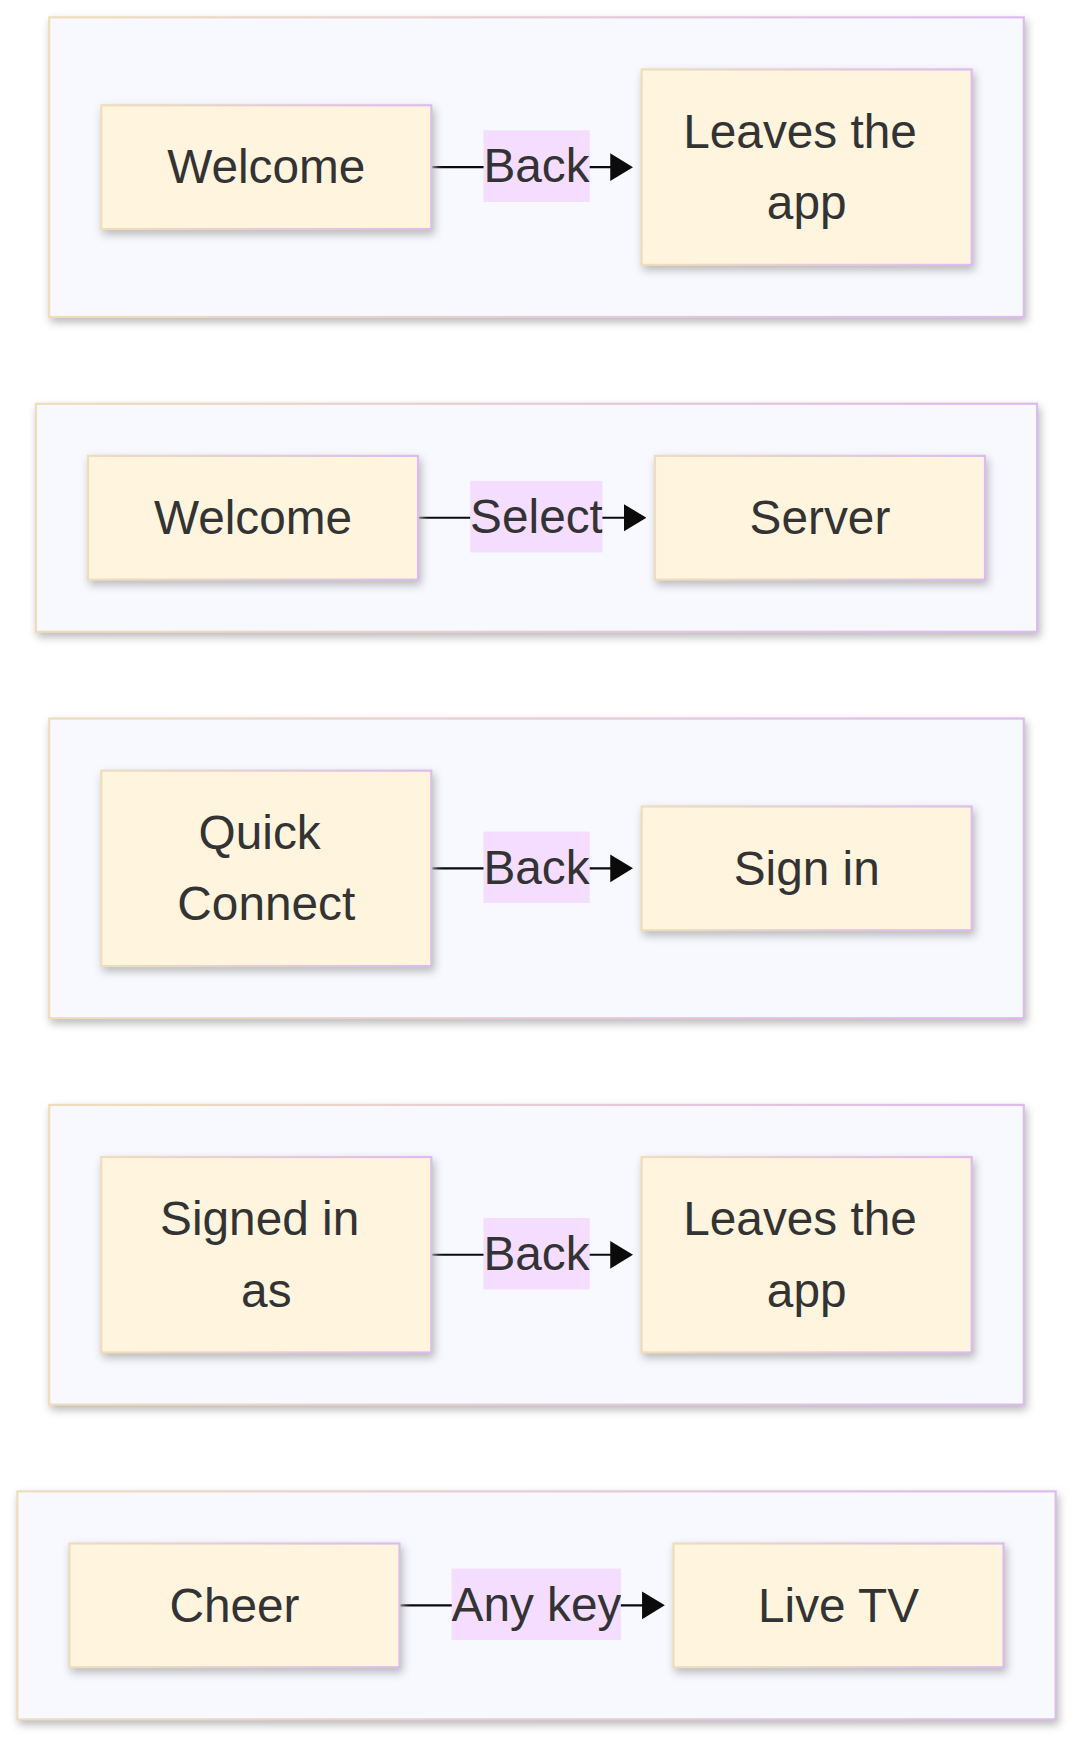 Welcome
Back
Leaves the
app
Welcome
Select
Server
Quick
Connect
Back
Sign in
Signed in
as
Back
Leaves the
app
Cheer
Any key
Live TV